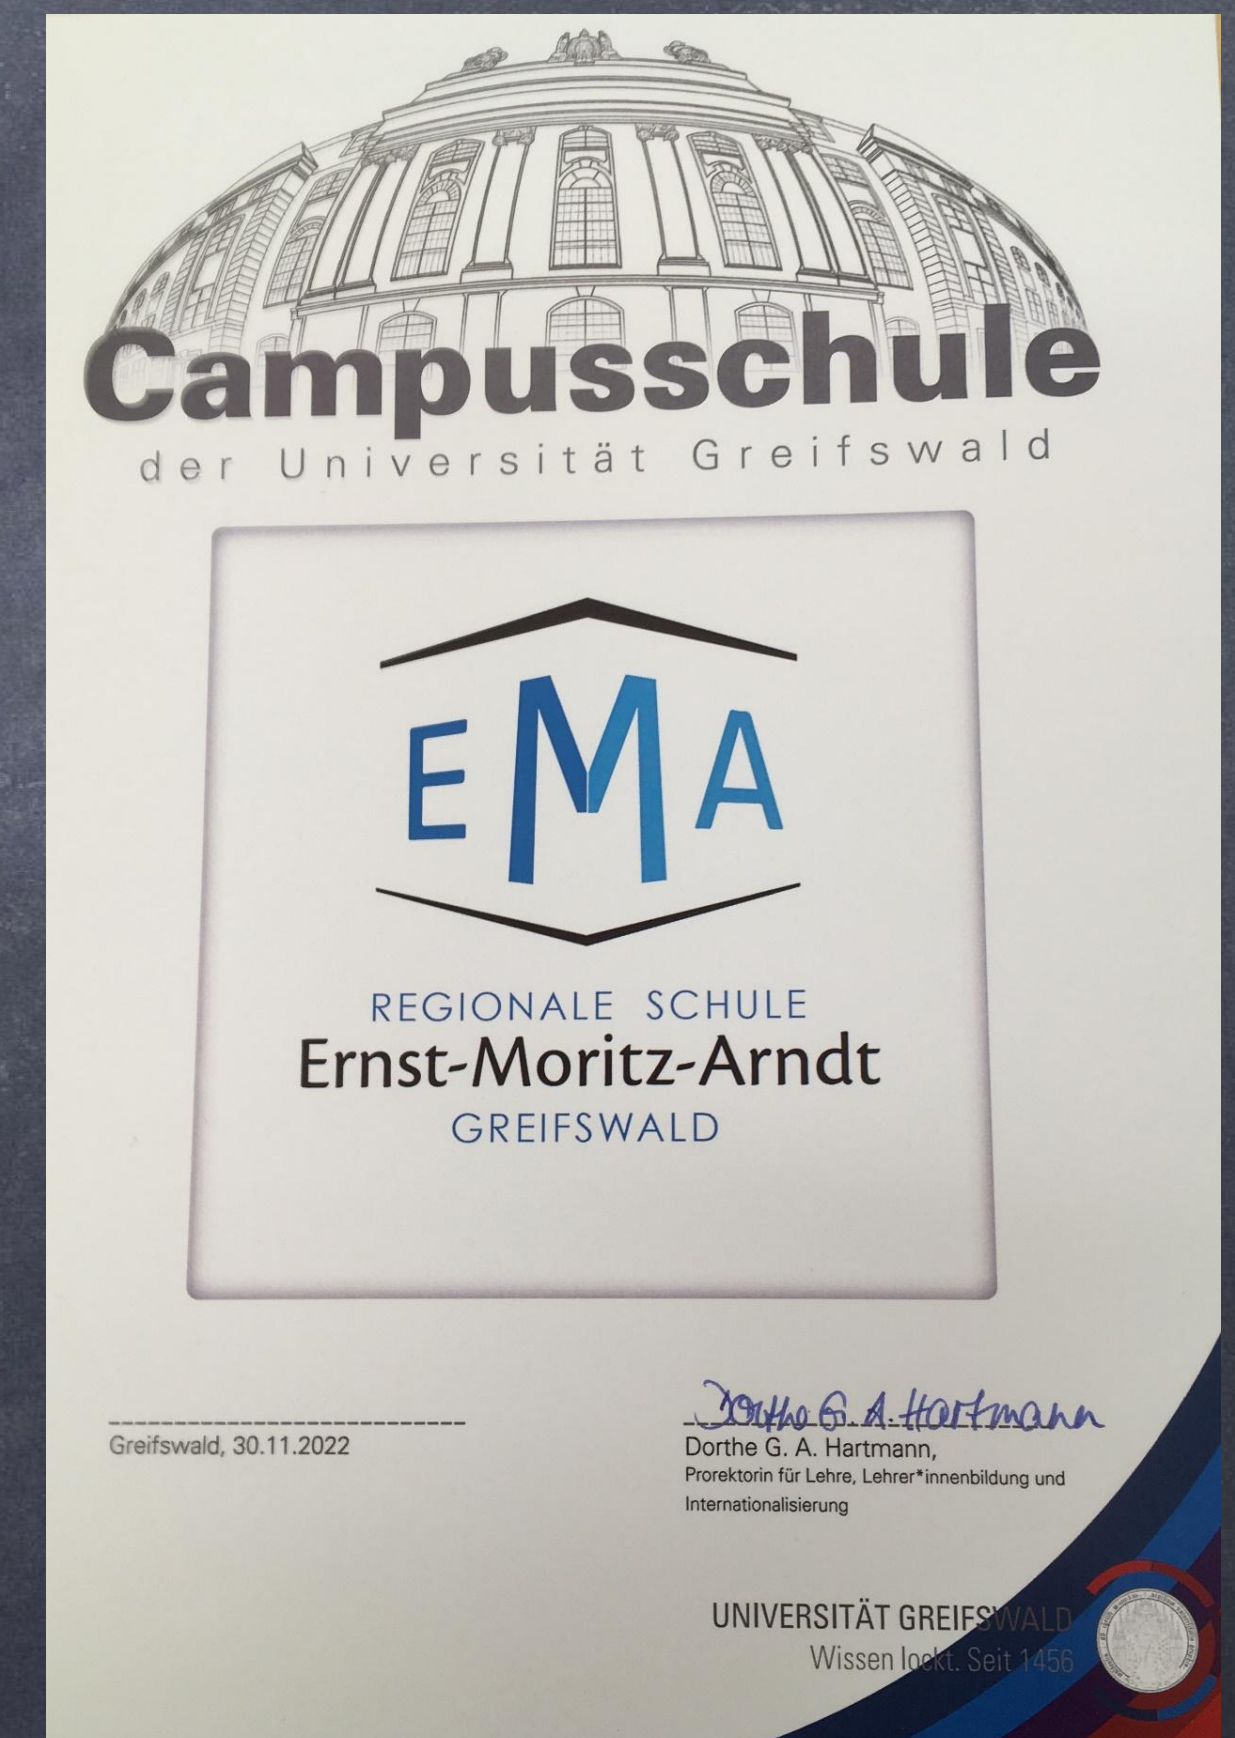 Campusschule
der Universität Greifswald
EMA
REGIONALE SCHULE
Ernst-Moritz-Arndt
GREIFSWALD
Greifswald, 30.11.2022
Dorthe G. A. Hartmann
Dorthe G. A. Hartmann,
Prorektorin für Lehre, Lehrer*innenbildung und
Internationalisierung
UNIVERSITÄT GREIFSWALD
Wissen lockt. Seit 1456